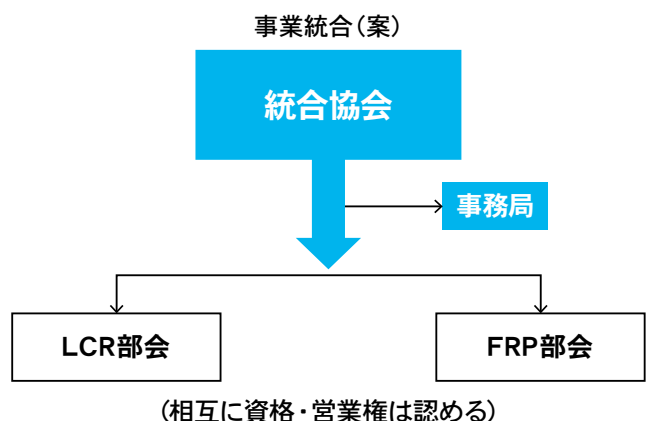 事業統合（案）
統合協会
事務局
LCR部会
FRP部会
（相互に資格・営業権は認める）